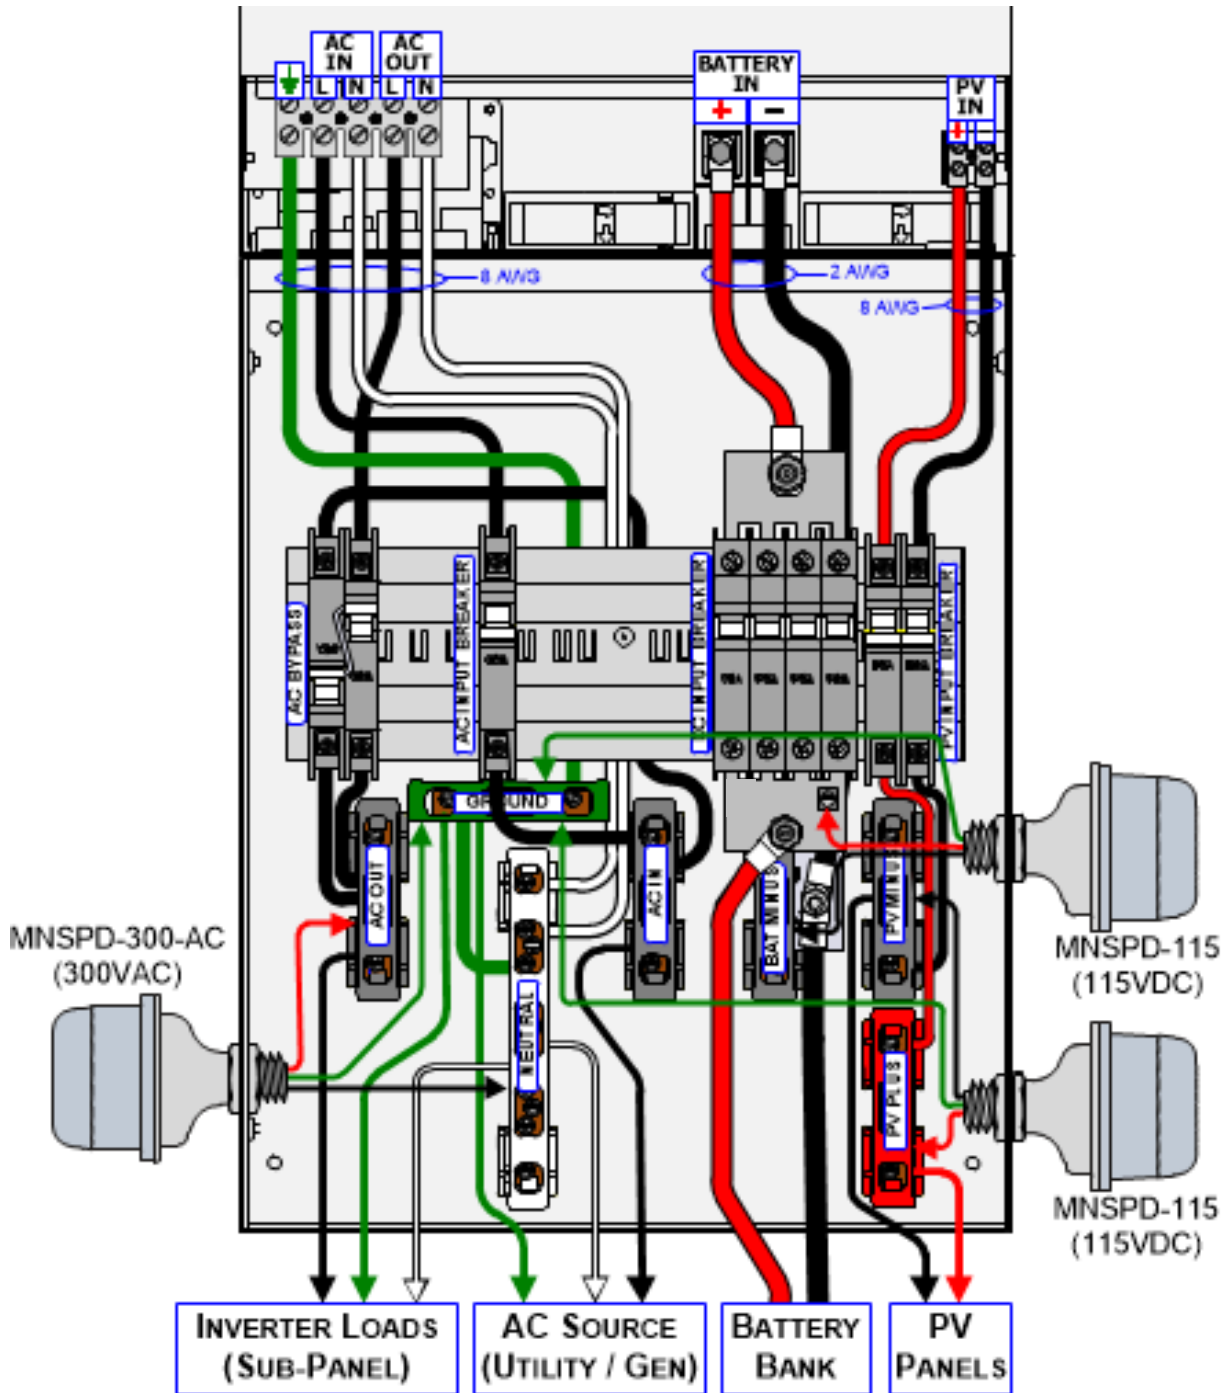 AC
IN
AC
OUT
L
N
L
N
BATTERY
IN
+
−
PV
IN
+
−
8 AWG
2 AWG
8 AWG
AC BYPASS
AC INPUT BREAKER
DC INPUT BREAKER
PV INPUT BREAKER
GROUND
AC OUT
AC IN
BAT MINUS
PV MINUS
NEUTRAL
PV PLUS
MNSPD-300-AC
(300VAC)
MNSPD-115
(115VDC)
MNSPD-115
(115VDC)
INVERTER LOADS
(SUB-PANEL)
AC SOURCE
(UTILITY / GEN)
BATTERY
BANK
PV
PANELS